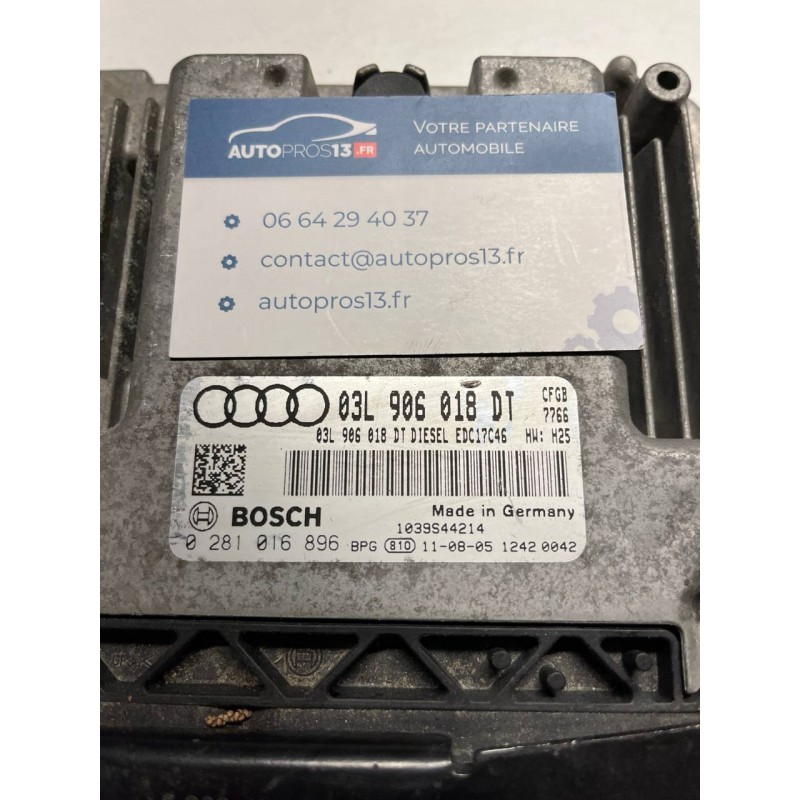 AUTOPROS13.FR
VOTRE PARTENAIRE
AUTOMOBILE
06 64 29 40 37
contact@autopros13.fr
autopros13.fr
03L 906 018 DT
CFGB
7766
03L 906 018 DT DIESEL EDC17C46 HW: H25
BOSCH
Made in Germany
1039S44214
0 281 016 896 BPG 810 11-08-05 1242 0042